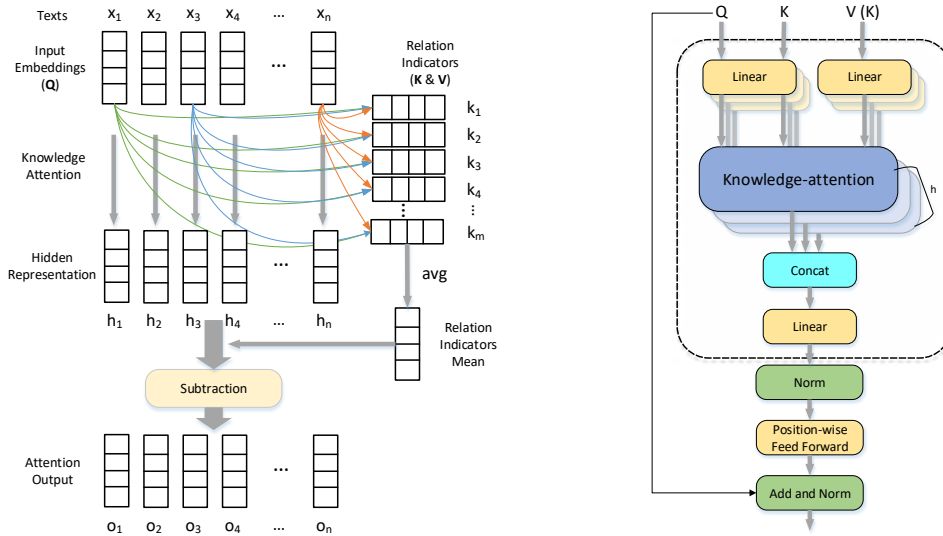 Texts x1 x2 x3 x4 ... xn
Input
Embeddings
(Q)
...
Relation
Indicators
(K & V)
k1
k2
k3
k4
⋮
⋮
km
Knowledge
Attention
Hidden
Representation
...
avg
h1 h2 h3 h4 ... hn
Relation
Indicators
Mean
Subtraction
Attention
Output
...
o1 o2 o3 o4 ... on
Q K V (K)
Linear Linear
Knowledge-attention
h
Concat
Linear
Norm
Position-wise
Feed Forward
Add and Norm